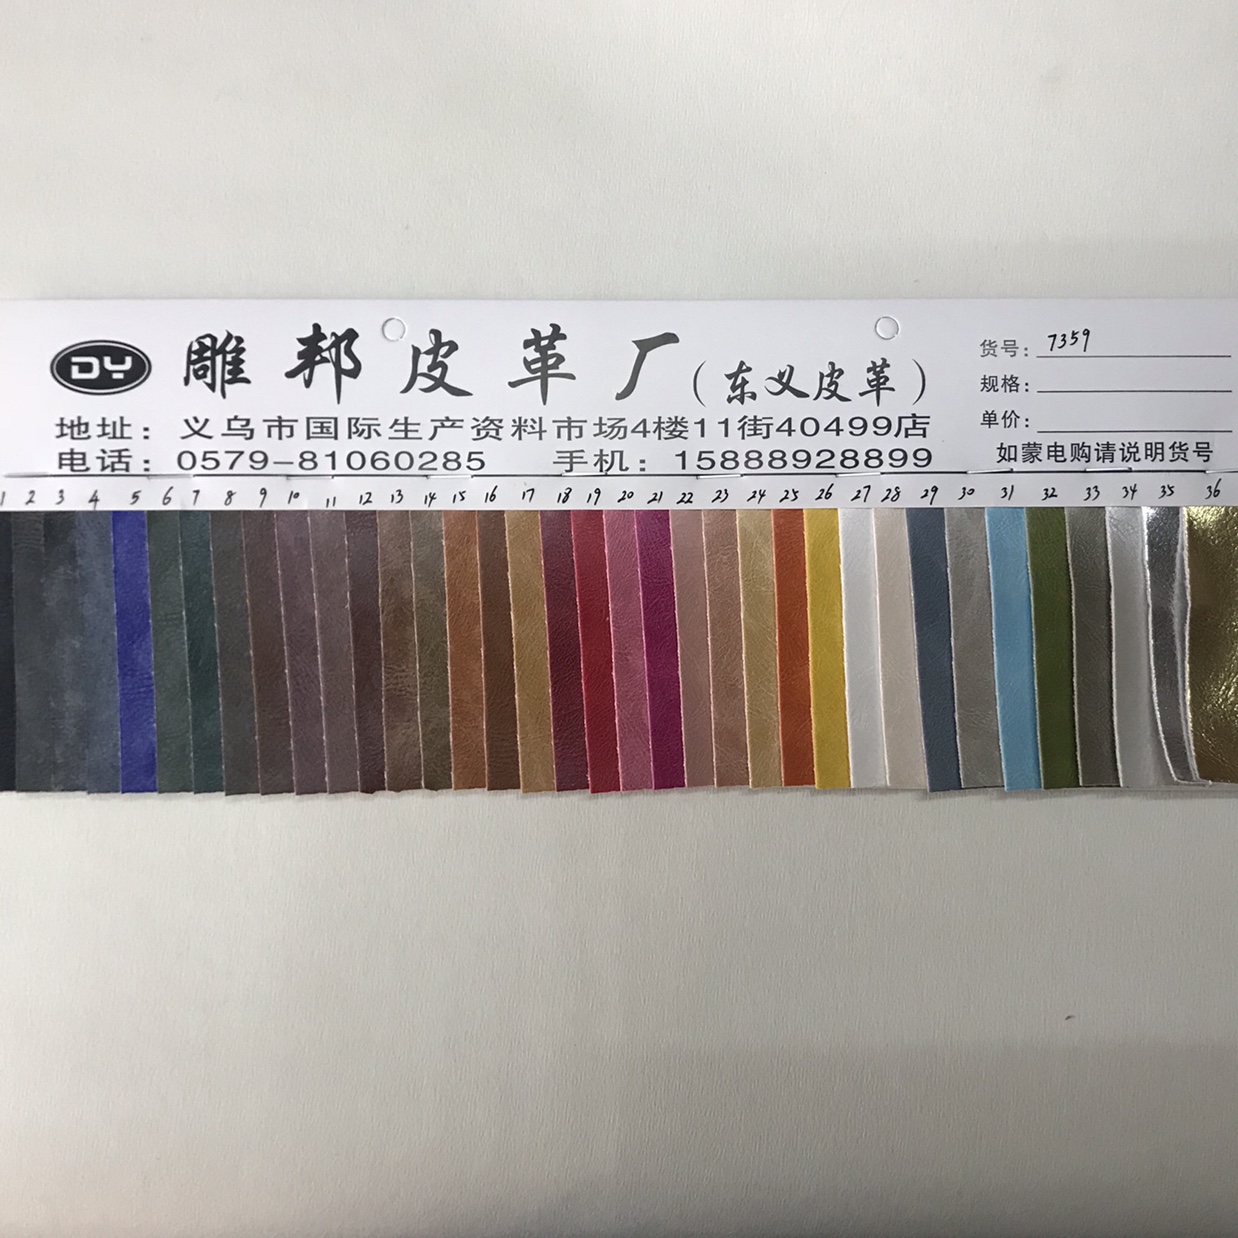 DY 雕邦皮革厂(东义皮革)
货号: 7359
规格:
单价:
地址: 义乌市国际生产资料市场4楼11街40499店
电话: 0579-81060285 手机: 15888928899
如蒙电购请说明货号
1 2 3 4 5 6 7 8 9 10 11 12 13 14 15 16 17 18 19 20 21 22 23 24 25 26 27 28 29 30 31 32 33 34 35 36